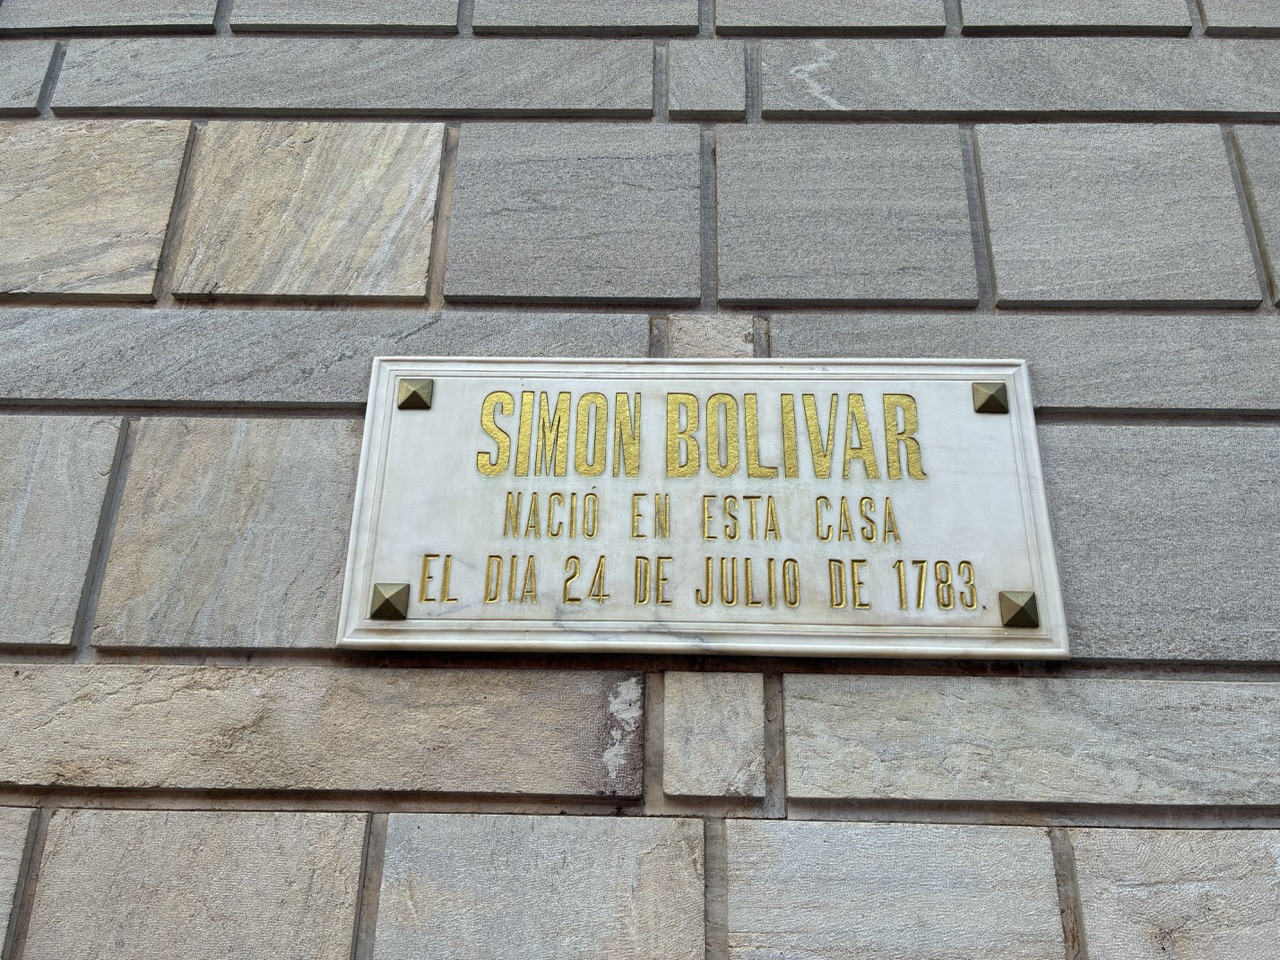 SIMON BOLIVAR
NACIÓ EN ESTA CASA
EL DIA 24 DE JULIO DE 1783.